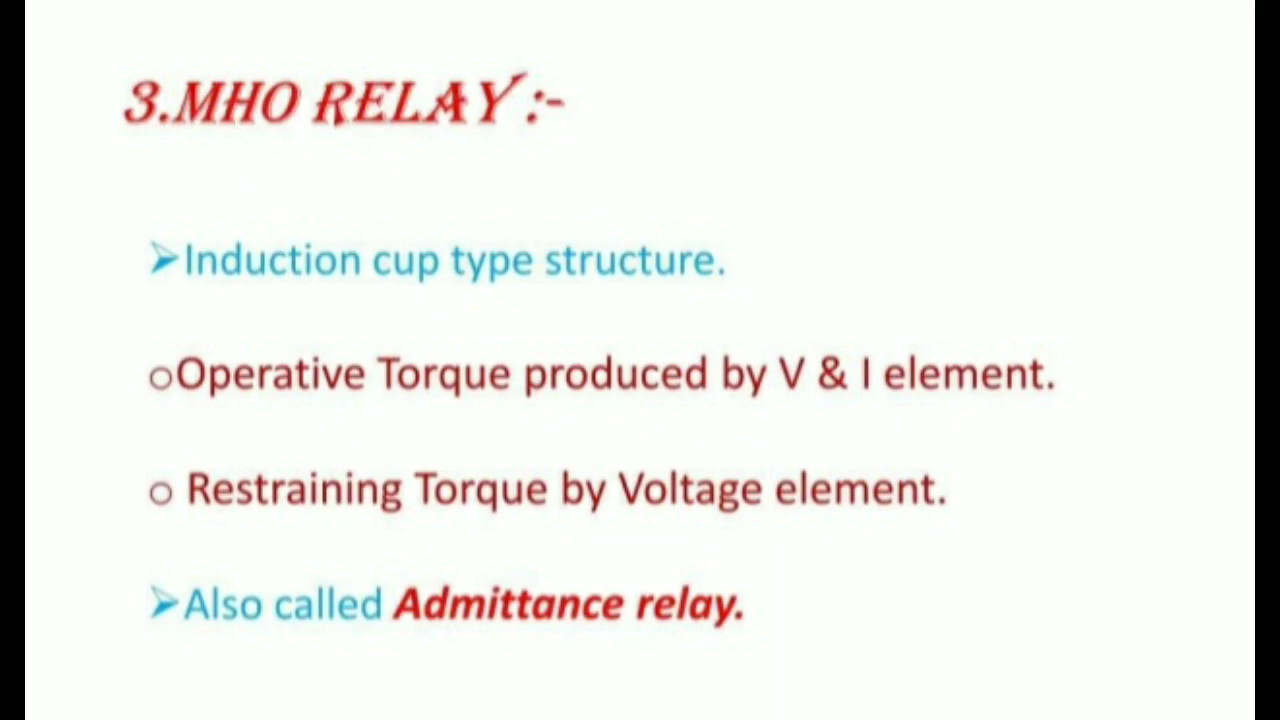 3.MHO RELAY :-
➢Induction cup type structure.
oOperative Torque produced by V & I element.
o Restraining Torque by Voltage element.
➢Also called Admittance relay.